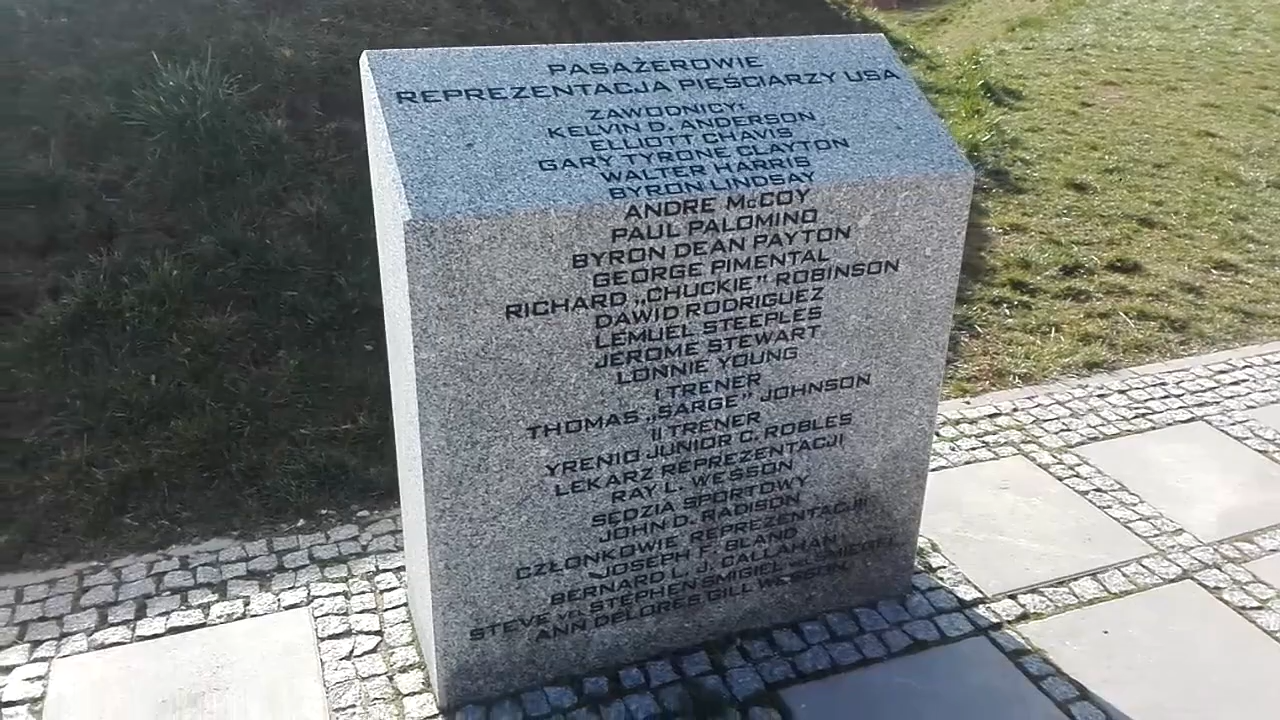 PASAŻEROWIE
REPREZENTACJA PIĘŚCIARZY USA
ZAWODNICY:
KELVIN D. ANDERSON
ELLIOTT CHAVIS
GARY TYRONE CLAYTON
WALTER HARRIS
BYRON LINDSAY
ANDRE McCOY
PAUL PALOMINO
BYRON DEAN PAYTON
GEORGE PIMENTAL
RICHARD „CHUCKIE” ROBINSON
DAWID RODRIGUEZ
LEMUEL STEEPLES
JEROME STEWART
LONNIE YOUNG
I TRENER
THOMAS „SARGE” JOHNSON
II TRENER
YRENIO JUNIOR C. ROBLES
LEKARZ REPREZENTACJI
RAY L. WESSON
SĘDZIA SPORTOWY
JOHN D. RADISON
CZŁONKOWIE REPREZENTACJI
JOSEPH F. BLAND
BERNARD L. J. CALLAHAN
STEVE STEPHEN SMIGIEL
ANN DELORES GILL WESSON